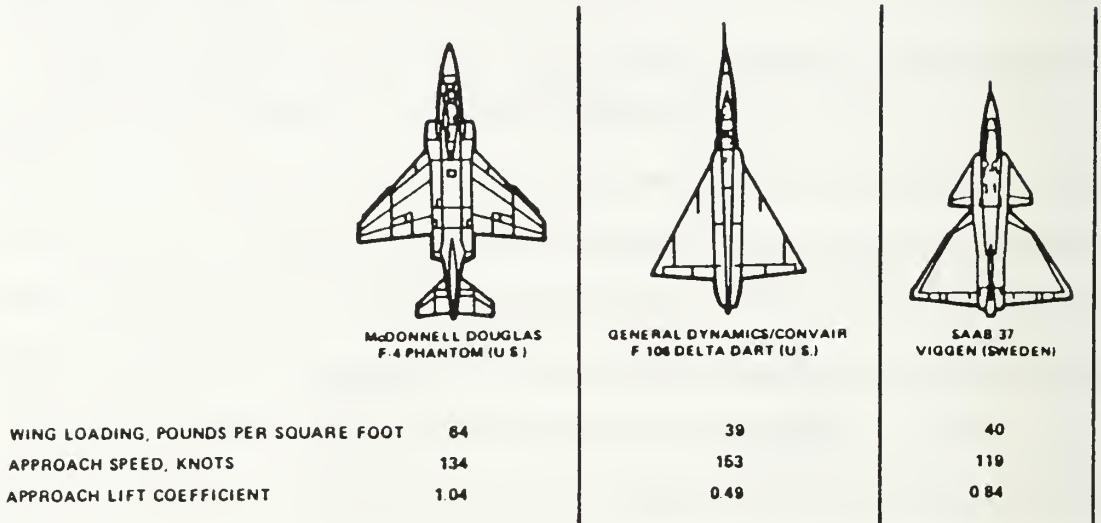 McDONNELL DOUGLAS
F-4 PHANTOM (U S )
GENERAL DYNAMICS/CONVAIR
F 106 DELTA DART (U S.)
SAAB 37
VIGGEN (SWEDEN)
WING LOADING, POUNDS PER SQUARE FOOT 64 39 40
APPROACH SPEED, KNOTS 134 153 119
APPROACH LIFT COEFFICIENT 1.04 0.49 0 84